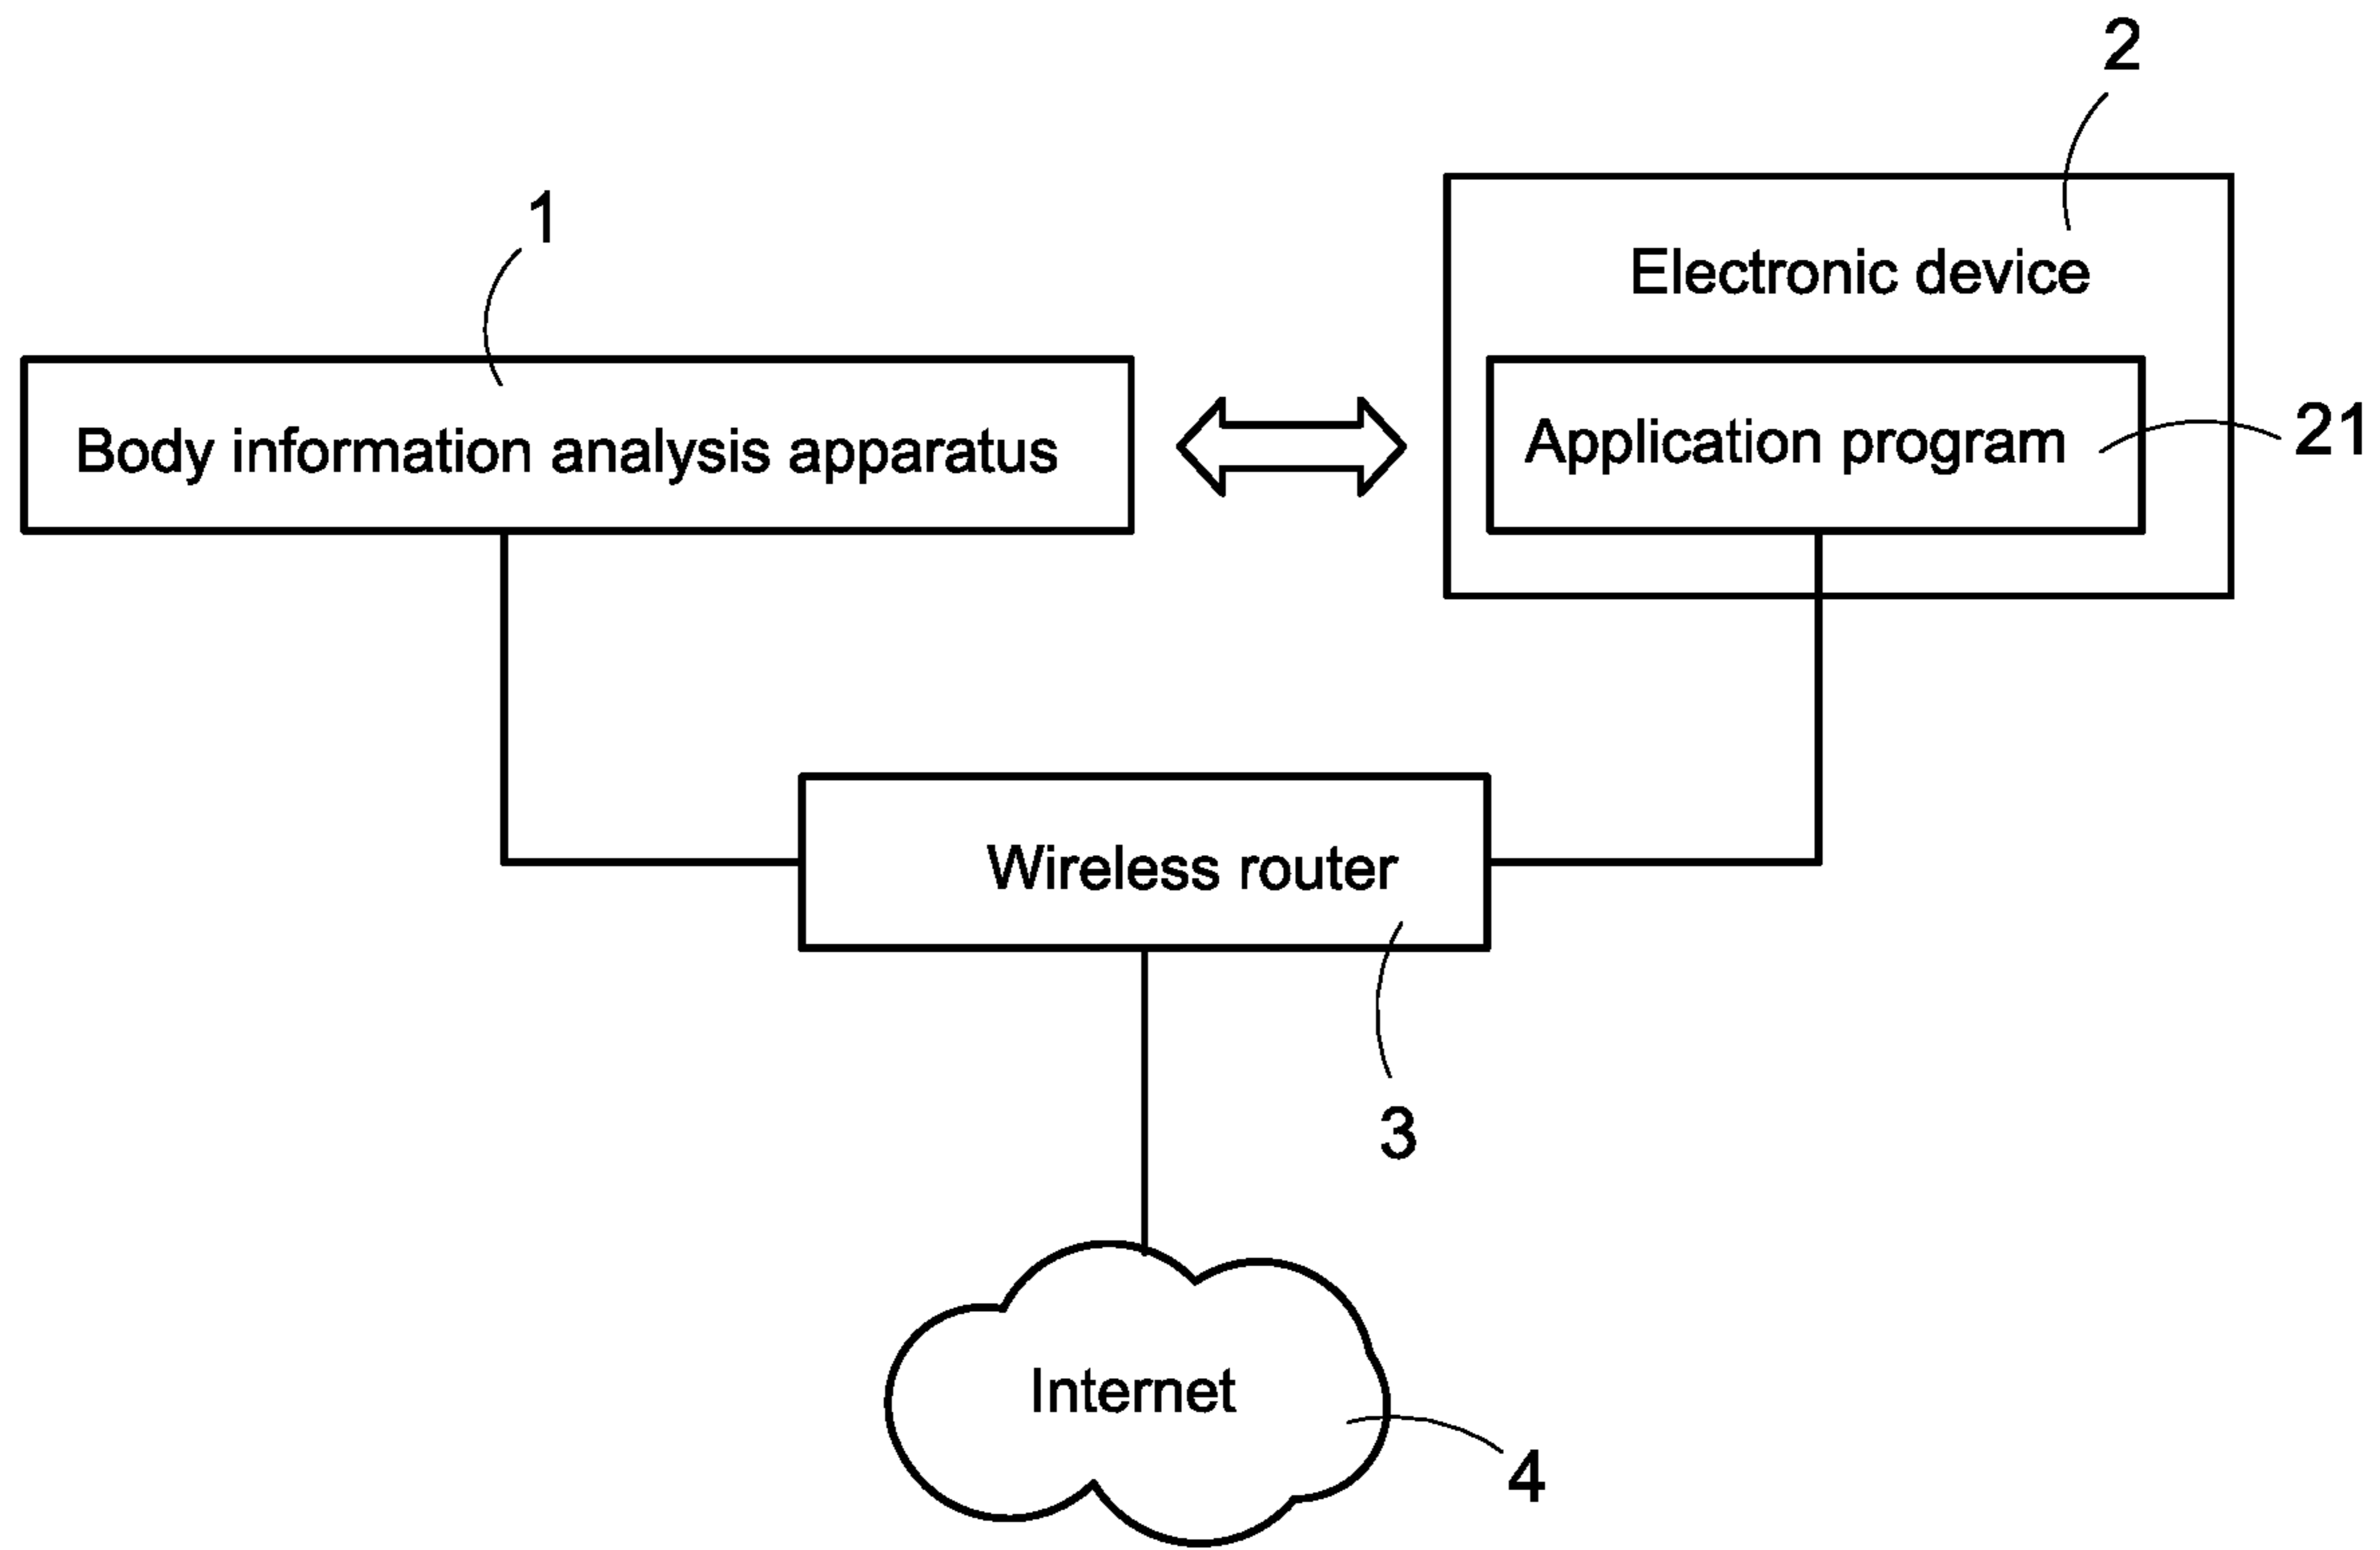 2
1
Electronic device
Body information analysis apparatus
Application program
21
Wireless router
3
Internet
4